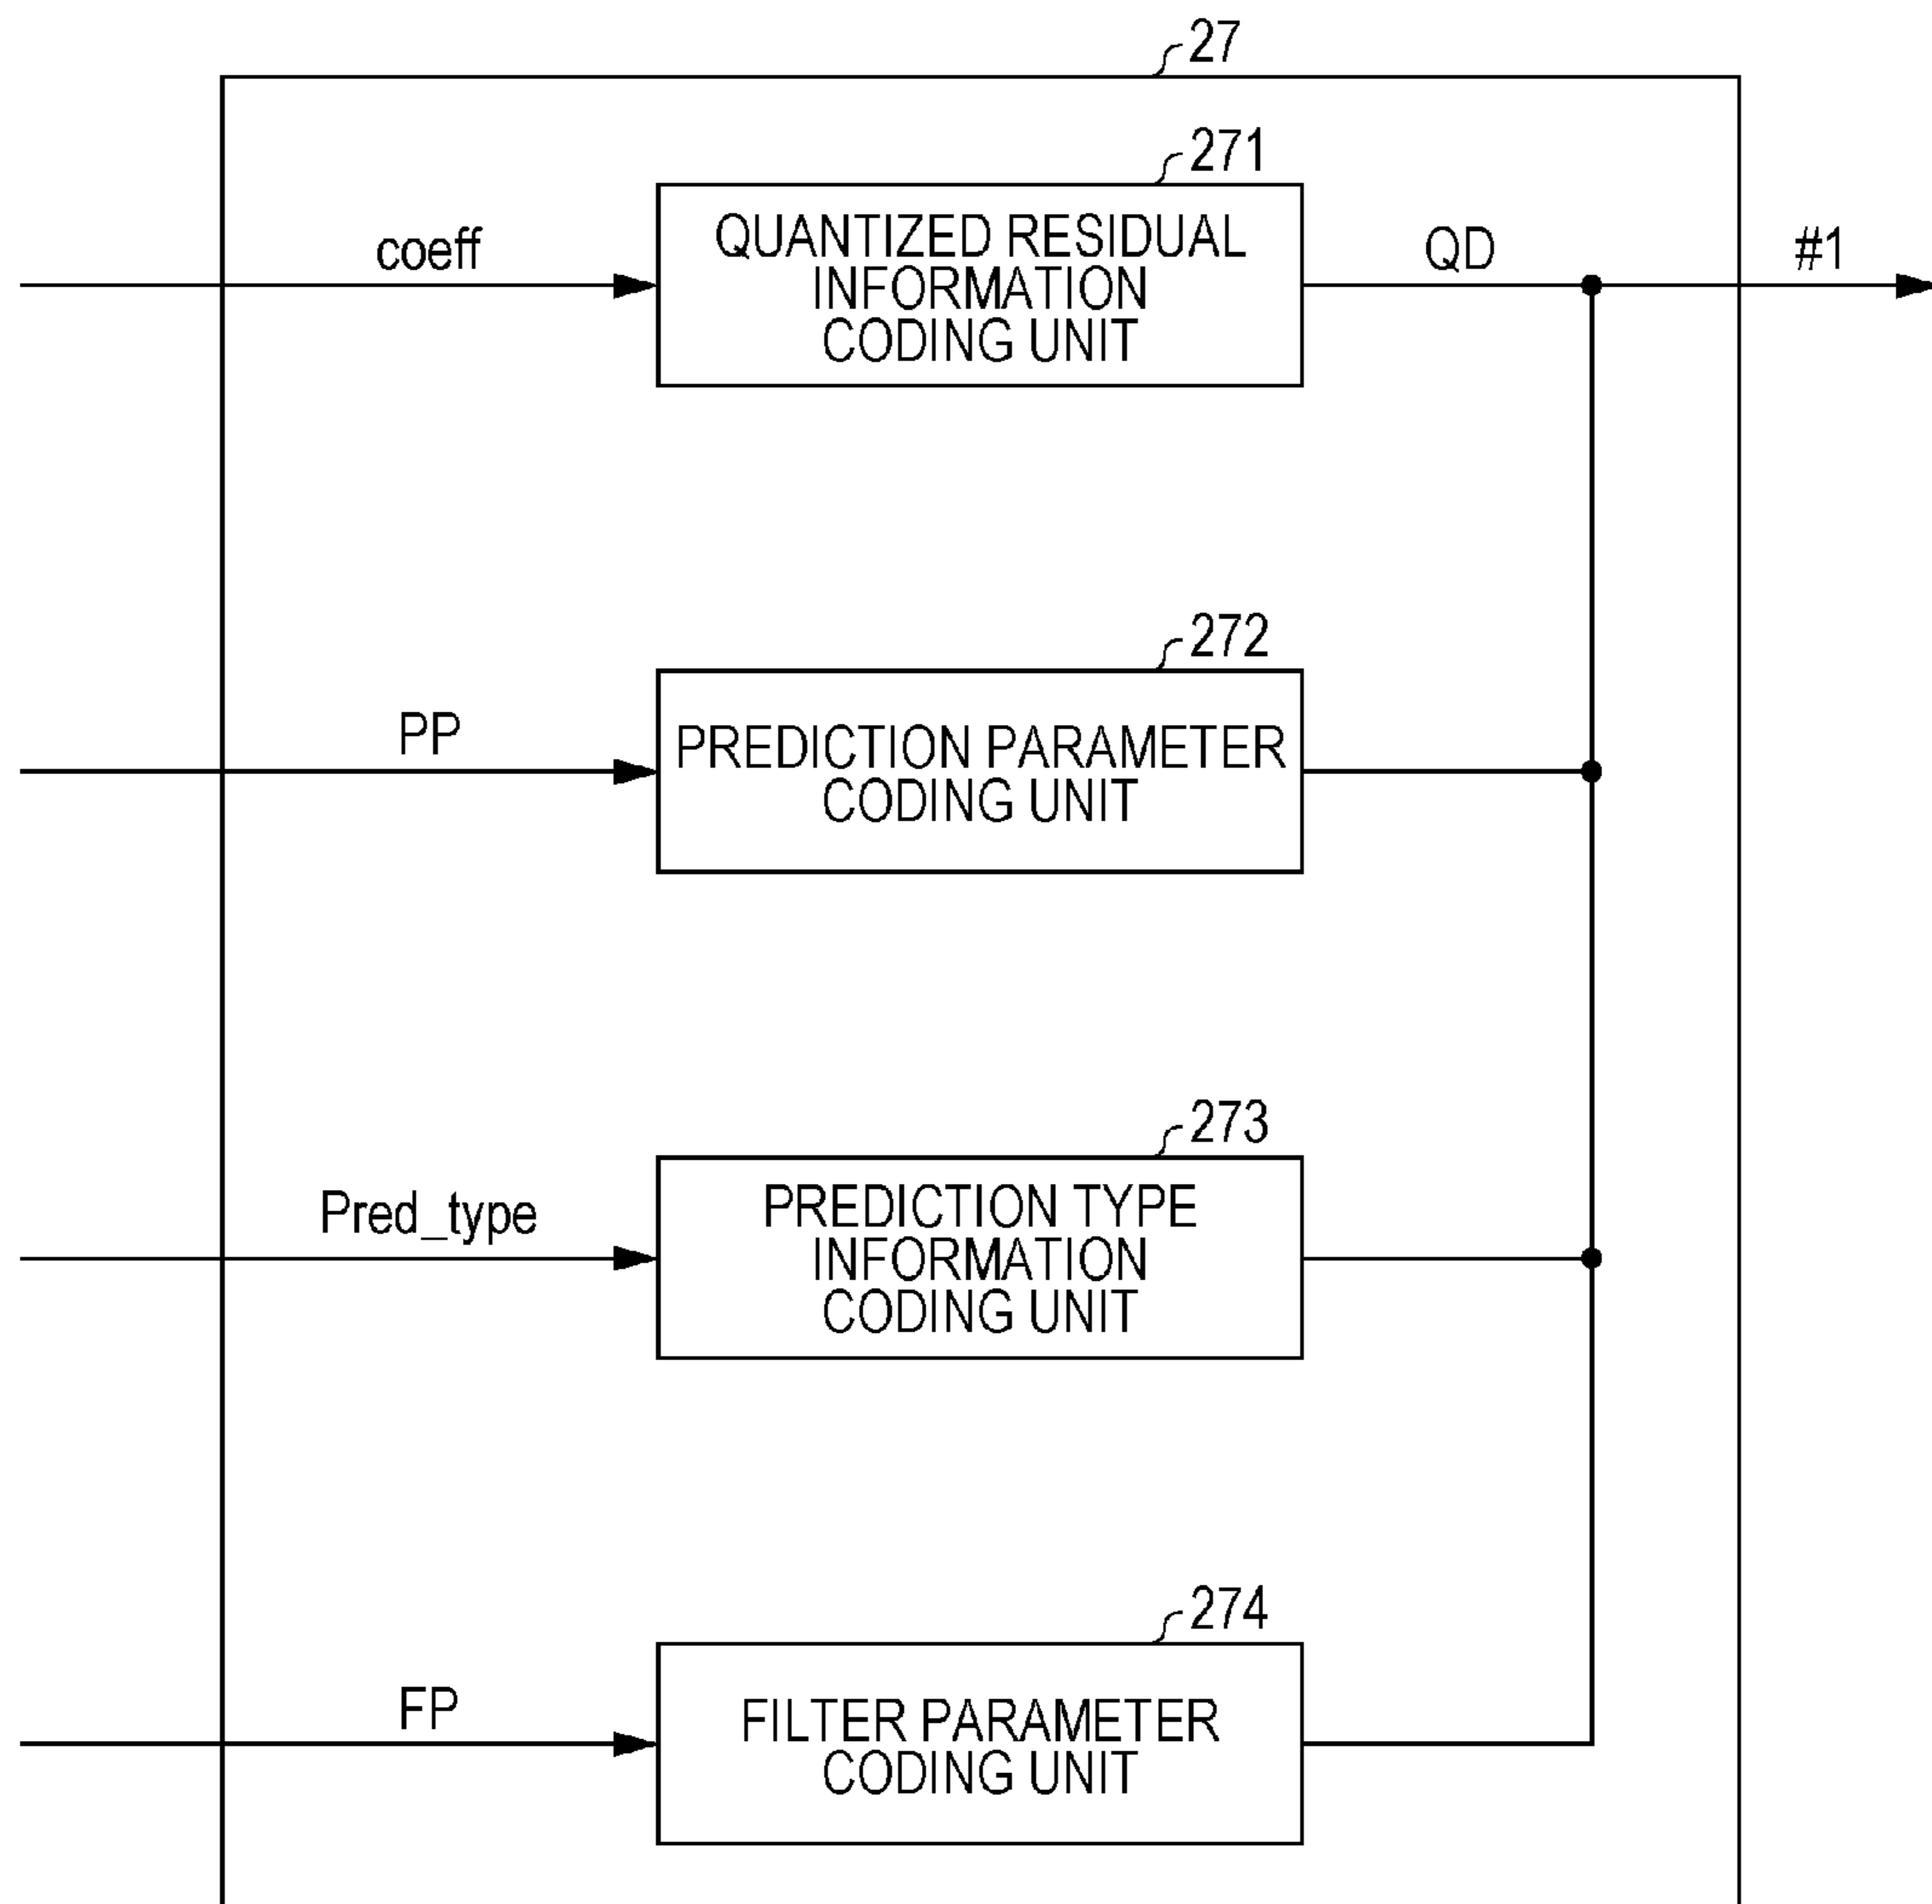 27
271
coeff
QUANTIZED RESIDUAL
INFORMATION
CODING UNIT
QD
#1
272
PP
PREDICTION PARAMETER
CODING UNIT
273
Pred_type
PREDICTION TYPE
INFORMATION
CODING UNIT
274
FP
FILTER PARAMETER
CODING UNIT